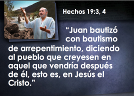 Hechos 19:3, 4
"Juan bautizó
con bautismo
de arrepentimiento, diciendo
al pueblo que creyesen en
aquel que vendría después
de él, esto es, en Jesús el
Cristo."